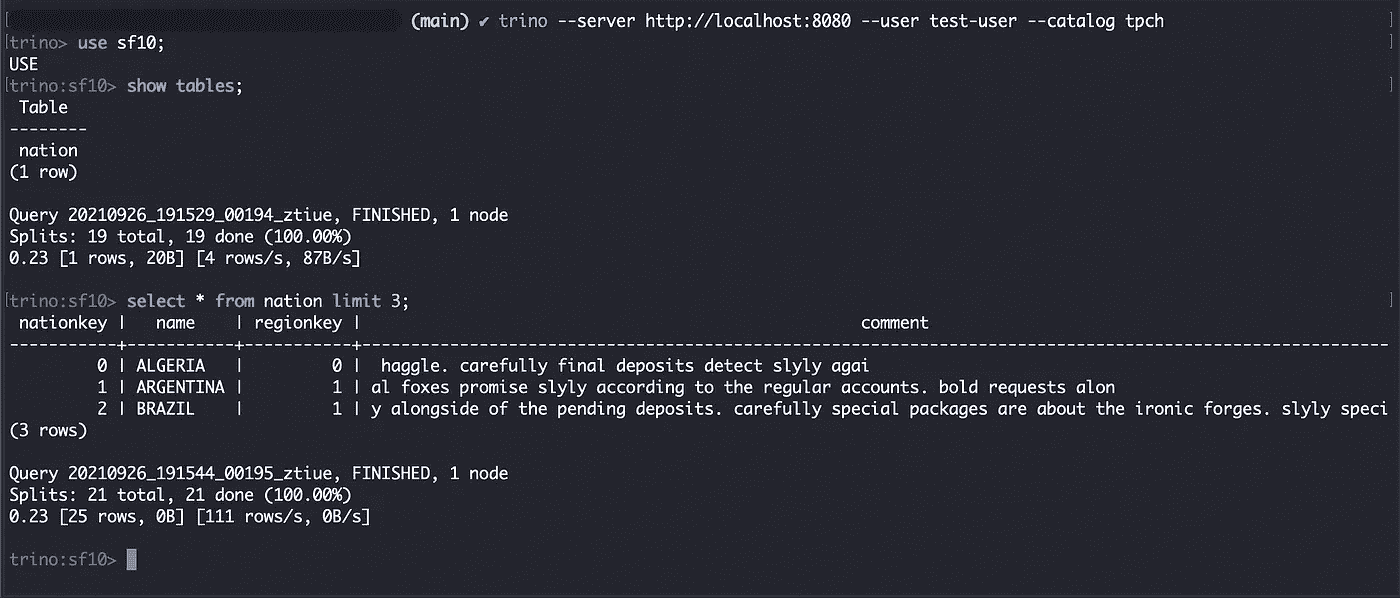 (main) ✔ trino --server http://localhost:8080 --user test-user --catalog tpch
[trino> use sf10; ]
USE
[trino:sf10> show tables; ]
Table
--------
nation
(1 row)
Query 20210926_191529_00194_ztiue, FINISHED, 1 node
Splits: 19 total, 19 done (100.00%)
0.23 [1 rows, 20B] [4 rows/s, 87B/s]
[trino:sf10> select * from nation limit 3; ]
nationkey | name | regionkey | comment
-----------+-----------+-----------+---------------------------------------------------------------------------------------------------------
0 | ALGERIA | 0 | haggle. carefully final deposits detect slyly agai
1 | ARGENTINA | 1 | al foxes promise slyly according to the regular accounts. bold requests alon
2 | BRAZIL | 1 | y alongside of the pending deposits. carefully special packages are about the ironic forges. slyly speci
(3 rows)
Query 20210926_191544_00195_ztiue, FINISHED, 1 node
Splits: 21 total, 21 done (100.00%)
0.23 [25 rows, 0B] [111 rows/s, 0B/s]
trino:sf10>